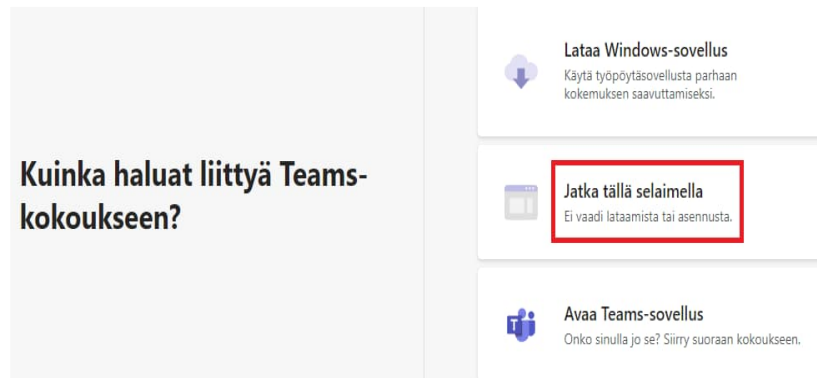 Kuinka haluat liittyä Teams-
kokoukseen?
Lataa Windows-sovellus
Käytä työpöytäsovellusta parhaan
kokemuksen saavuttamiseksi.
Jatka tällä selaimella
Ei vaadi lataamista tai asennusta.
Avaa Teams-sovellus
Onko sinulla jo se? Siirry suoraan kokoukseen.